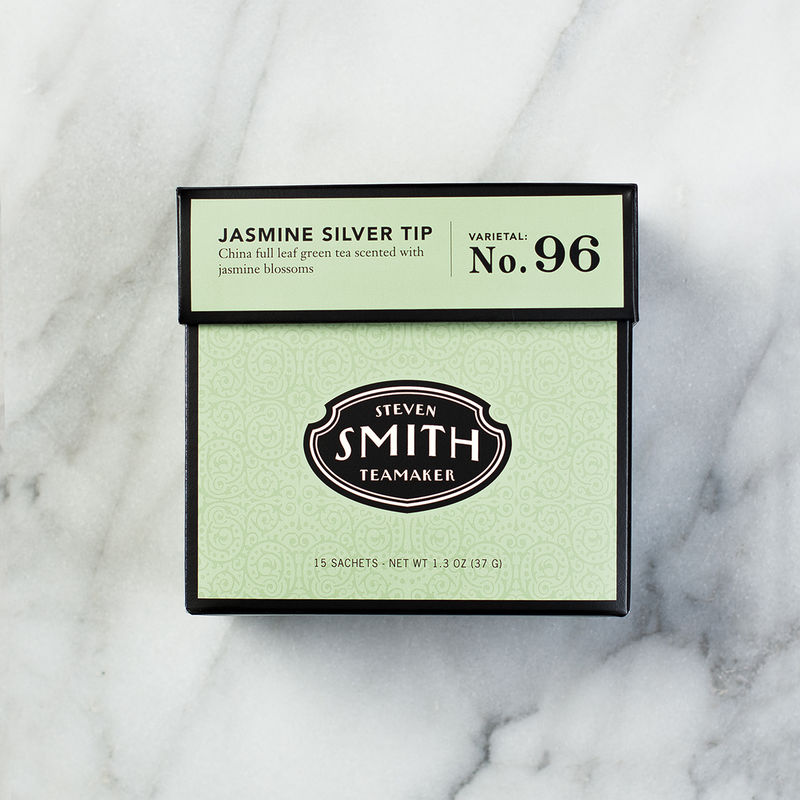 JASMINE SILVER TIP
China full leaf green tea scented with
jasmine blossoms
VARIETAL:
No. 96
STEVEN
SMITH
TEAMAKER
15 SACHETS - NET WT 1.3 OZ (37 G)